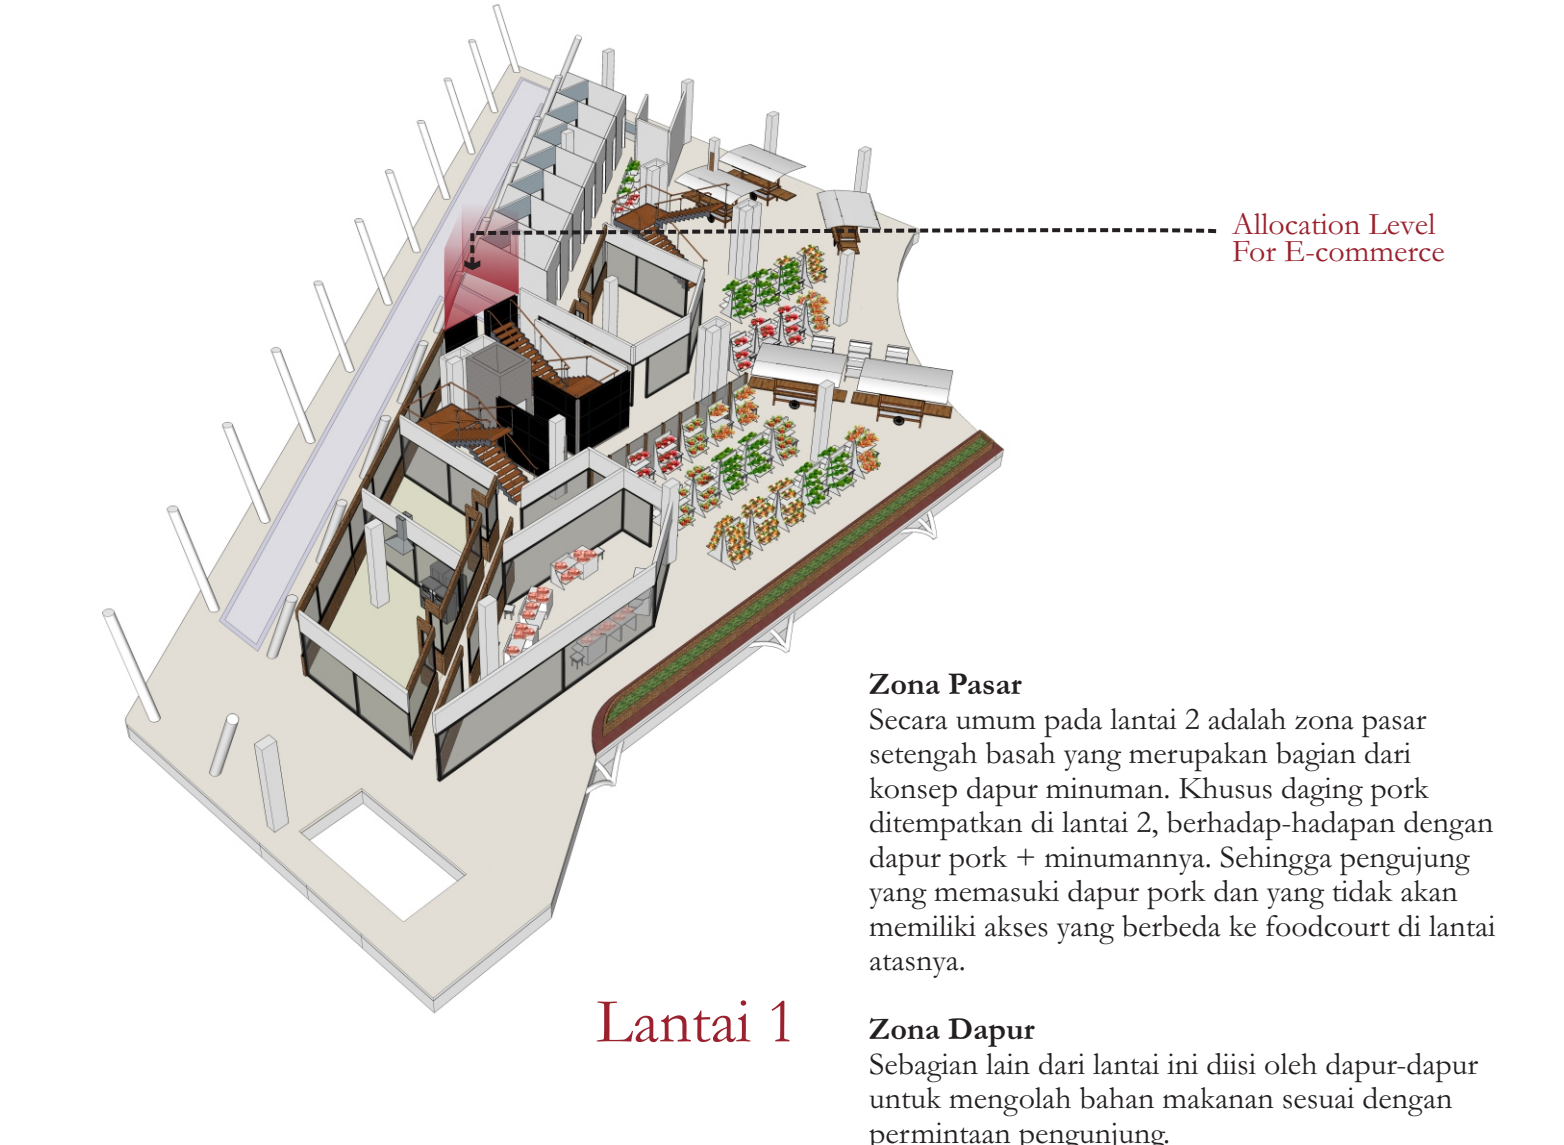 Allocation Level
For E-commerce
Zona Pasar
Secara umum pada lantai 2 adalah zona pasar
setengah basah yang merupakan bagian dari
konsep dapur minuman. Khusus daging pork
ditempatkan di lantai 2, berhadap-hadapan dengan
dapur pork + minumannya. Sehingga pengujung
yang memasuki dapur pork dan yang tidak akan
memiliki akses yang berbeda ke foodcourt di lantai
atasnya.
Lantai 1
Zona Dapur
Sebagian lain dari lantai ini diisi oleh dapur-dapur
untuk mengolah bahan makanan sesuai dengan
permintaan pengunjung.